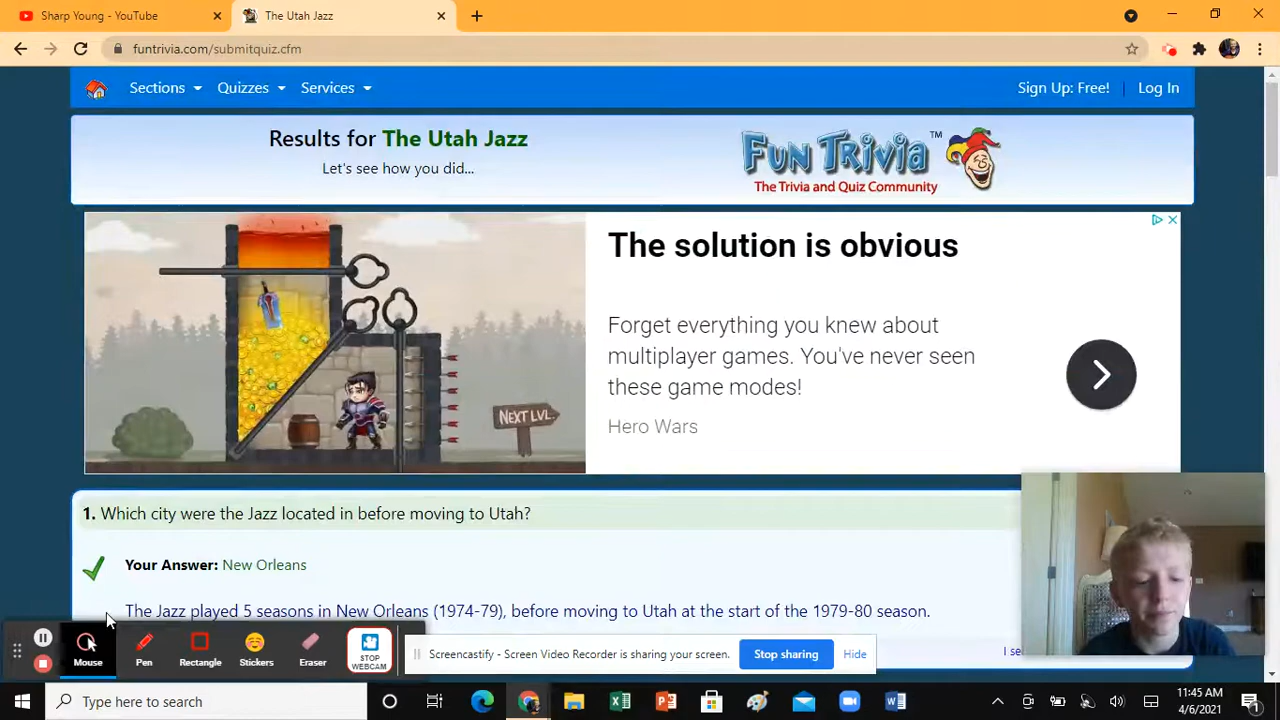 Sharp Young - YouTube
The Utah Jazz
funtrivia.com/submitquiz.cfm
Sections
Quizzes
Services
Sign Up: Free!
Log In
Results for The Utah Jazz
Let's see how you did...
FUN TRIVIA™
The Trivia and Quiz Community
The solution is obvious
Forget everything you knew about
multiplayer games. You've never seen
these game modes!
Hero Wars
NEXT LVL.
1. Which city were the Jazz located in before moving to Utah?
Your Answer: New Orleans
The Jazz played 5 seasons in New Orleans (1974-79), before moving to Utah at the start of the 1979-80 season.
Mouse
Pen
Rectangle
Stickers
Eraser
STOP
WEBCAM
Screencastify - Screen Video Recorder is sharing your screen.
Stop sharing
Hide
Type here to search
11:45 AM
4/6/2021